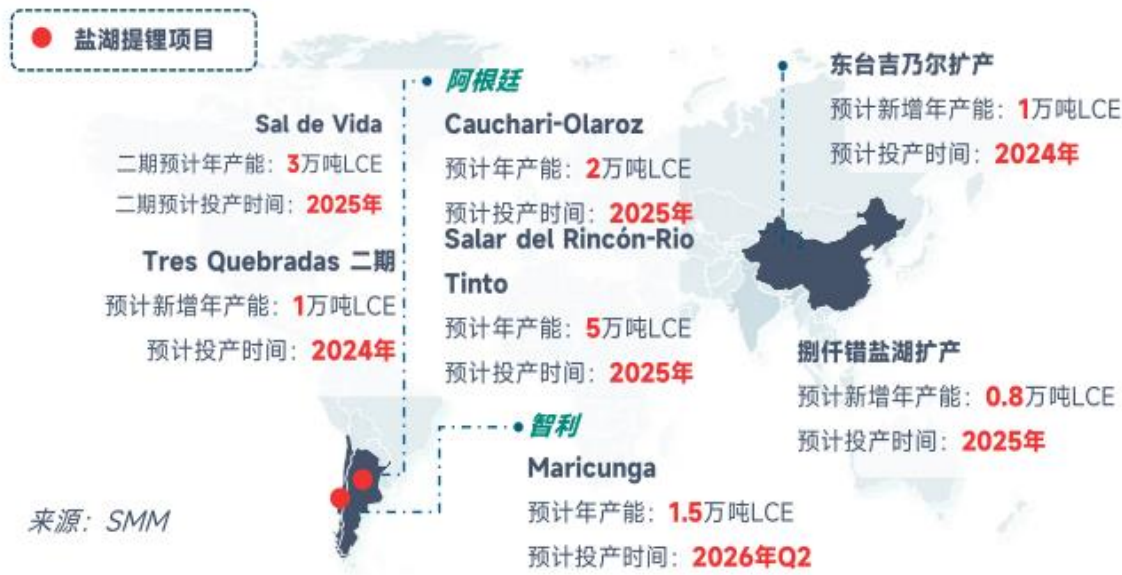 盐湖提锂项目
阿根廷
Sal de Vida
二期预计年产能：3万吨LCE
二期预计投产时间：2025年
Tres Quebradas 二期
预计新增年产能：1万吨LCE
预计投产时间：2024年
Cauchari-Olaroz
预计年产能：2万吨LCE
预计投产时间：2025年
Salar del Rincón-Rio
Tinto
预计年产能：5万吨LCE
预计投产时间：2025年
智利
Maricunga
预计年产能：1.5万吨LCE
预计投产时间：2026年Q2
东台吉乃尔扩产
预计新增年产能：1万吨LCE
预计投产时间：2024年
捌仟错盐湖扩产
预计新增年产能：0.8万吨LCE
预计投产时间：2025年
来源：SMM